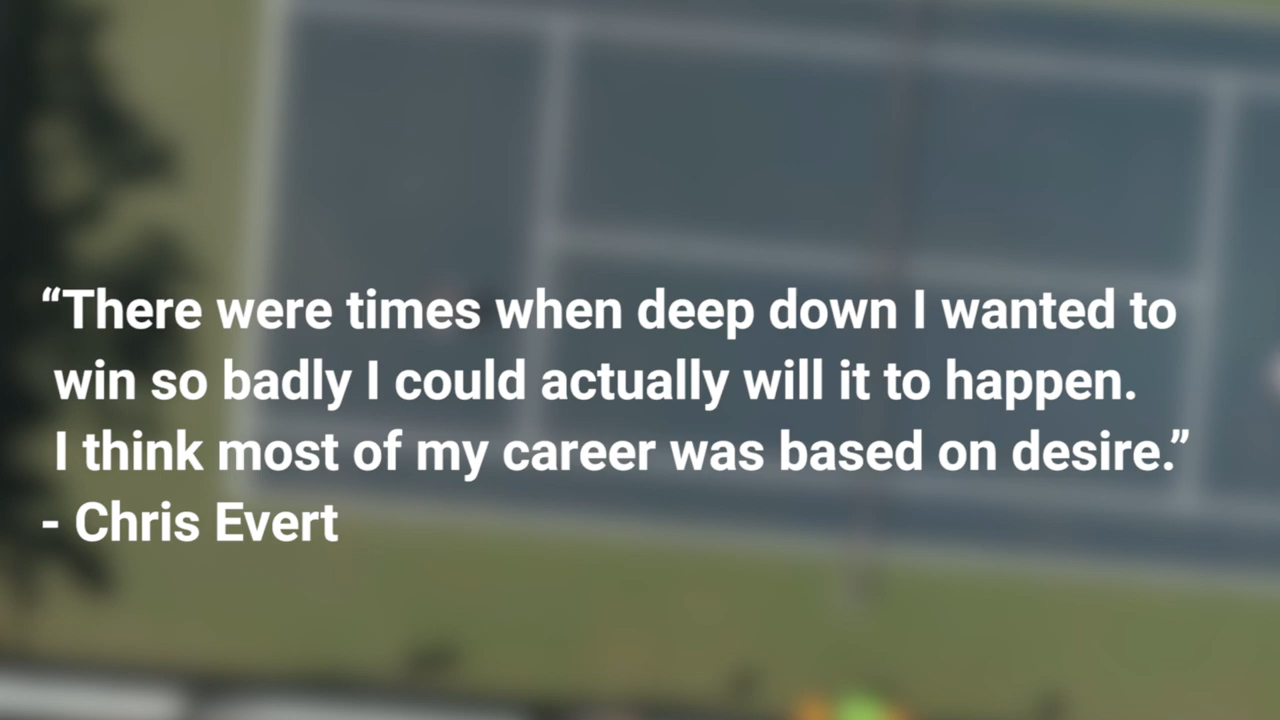 “There were times when deep down I wanted to
win so badly I could actually will it to happen.
I think most of my career was based on desire.”
- Chris Evert